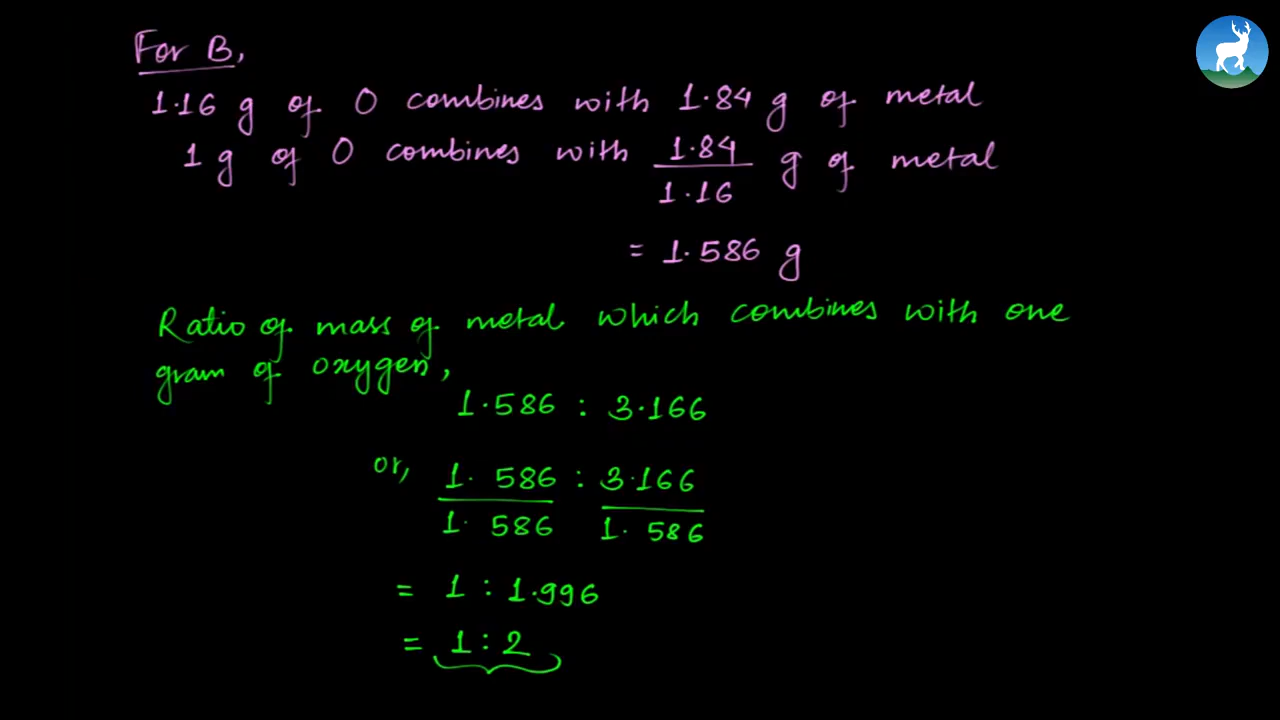 For B,
1.16 g of O combines with 1.84 g of metal
1 g of O combines with 1.84/1.16 g of metal
= 1.586 g
Ratio of mass of metal which combines with one
gram of oxygen,
1.586 : 3.166
or, 1.586/1.586 : 3.166/1.586
= 1 : 1.996
= 1 : 2